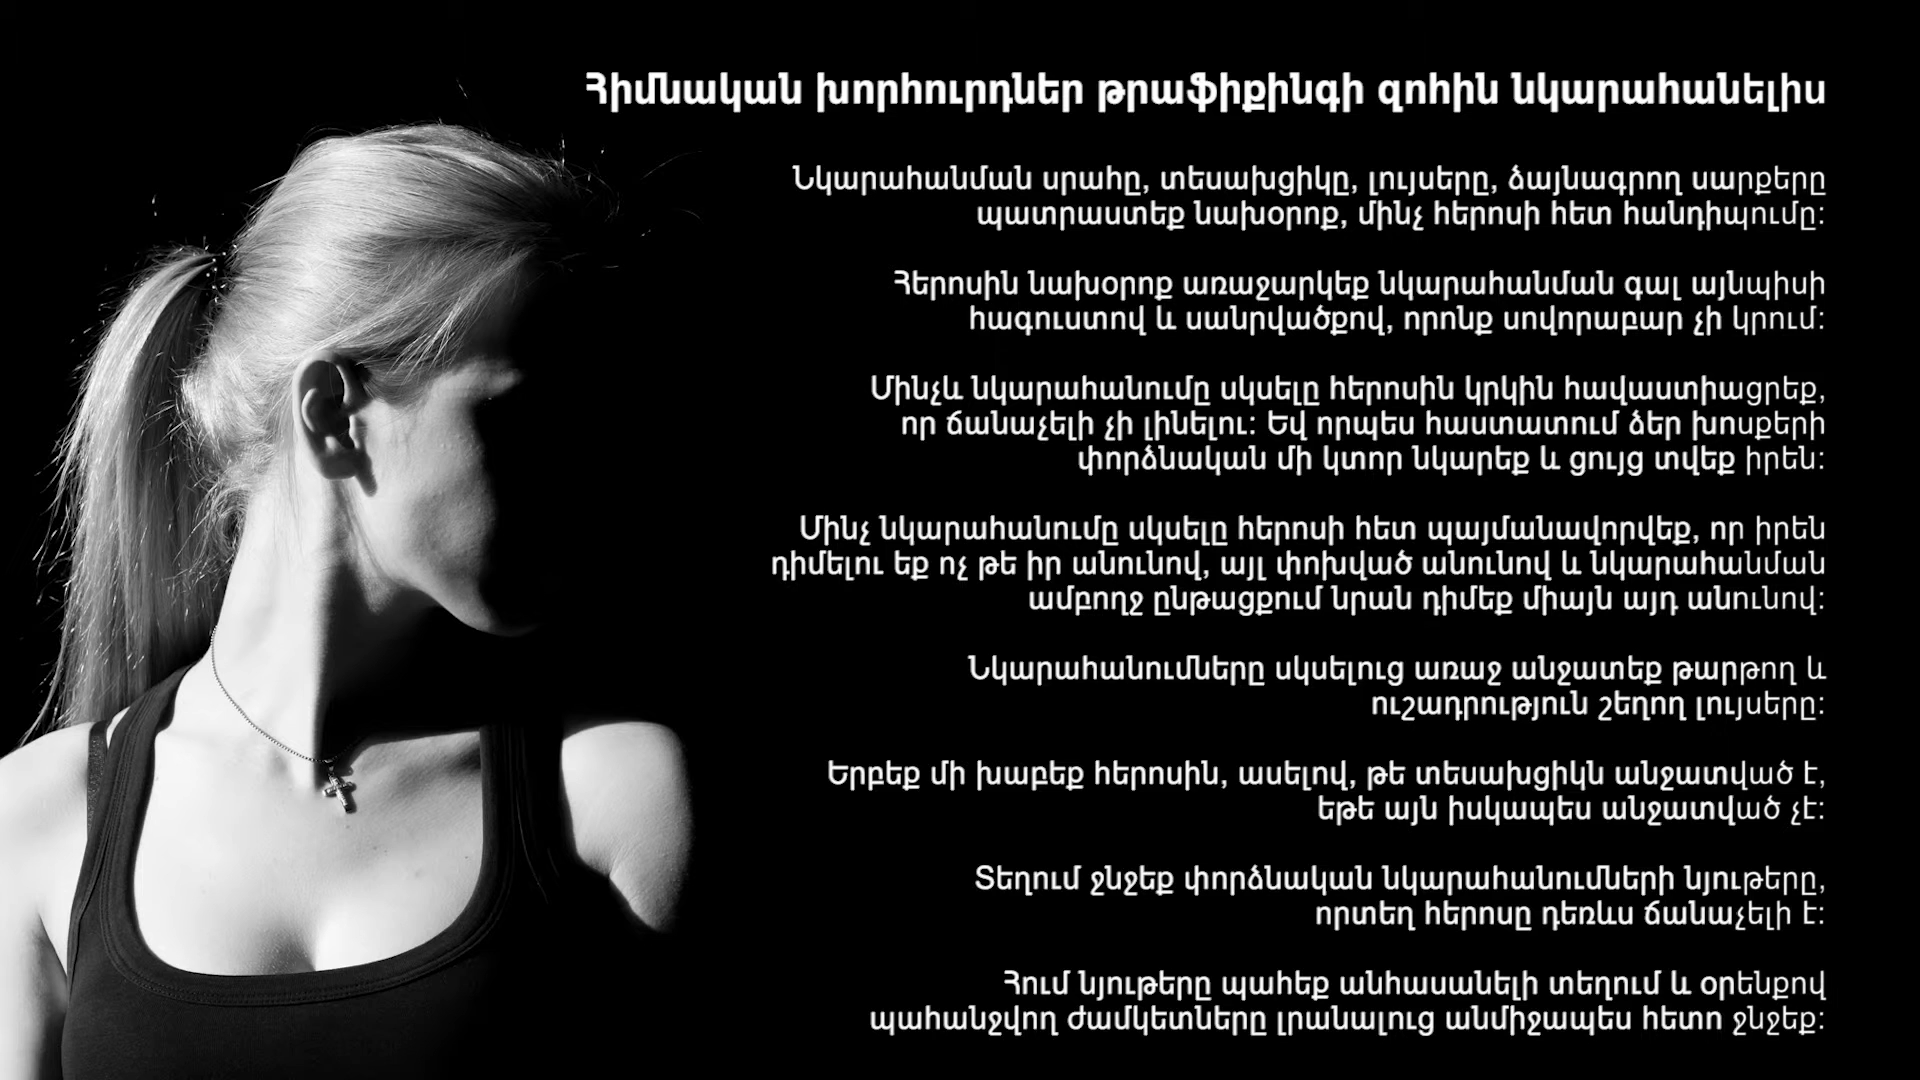 Հիմնական խորհուրդներ թրաֆիքինգի զոհին նկարահանելիս
Նկարահանման սրահը, տեսախցիկը, լույսերը, ձայնագրող սարքերը
պատրաստեք նախօրոք, մինչ հերոսի հետ հանդիպումը:
Հերոսին նախօրոք առաջարկեք նկարահանման գալ այնպիսի
հագուստով և սանրվածքով, որոնք սովորաբար չի կրում:
Մինչև նկարահանումը սկսելը հերոսին կրկին հավաստիացրեք,
որ ճանաչելի չի լինելու: Եվ որպես հաստատում ձեր խոսքերի
փորձնական մի կտոր նկարեք և ցույց տվեք իրեն:
Մինչ նկարահանումը սկսելը հերոսի հետ պայմանավորվեք, որ իրեն
դիմելու եք ոչ թե իր անունով, այլ փոխված անունով և նկարահանման
ամբողջ ընթացքում նրան դիմեք միայն այդ անունով:
Նկարահանումները սկսելուց առաջ անջատեք թարթող և
ուշադրություն շեղող լույսերը:
Երբեք մի խաբեք հերոսին, ասելով, թե տեսախցիկն անջատված է,
եթե այն իսկապես անջատված չէ:
Տեղում ջնջեք փորձնական նկարահանումների նյութերը,
որտեղ հերոսը դեռևս ճանաչելի է:
Հում նյութերը պահեք անհասանելի տեղում և օրենքով
պահանջվող ժամկետները լրանալուց անմիջապես հետո ջնջեք: